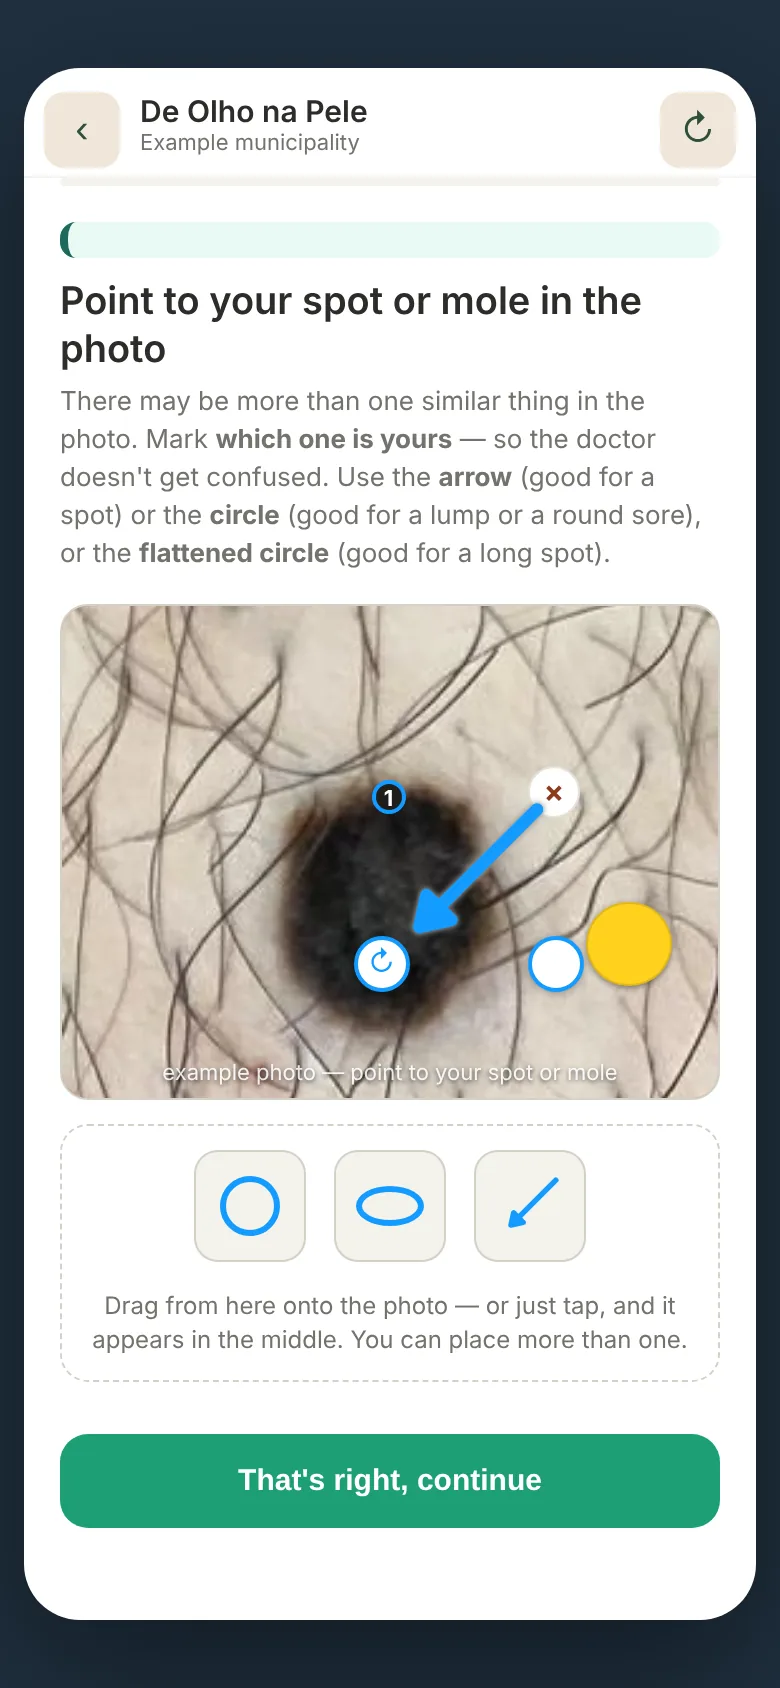 De Olho na Pele
Example municipality
Point to your spot or mole in the
photo
There may be more than one similar thing in the
photo. Mark which one is yours — so the doctor
doesn't get confused. Use the arrow (good for a
spot) or the circle (good for a lump or a round sore),
or the flattened circle (good for a long spot).
1
example photo — point to your spot or mole
Drag from here onto the photo — or just tap, and it
appears in the middle. You can place more than one.
That's right, continue